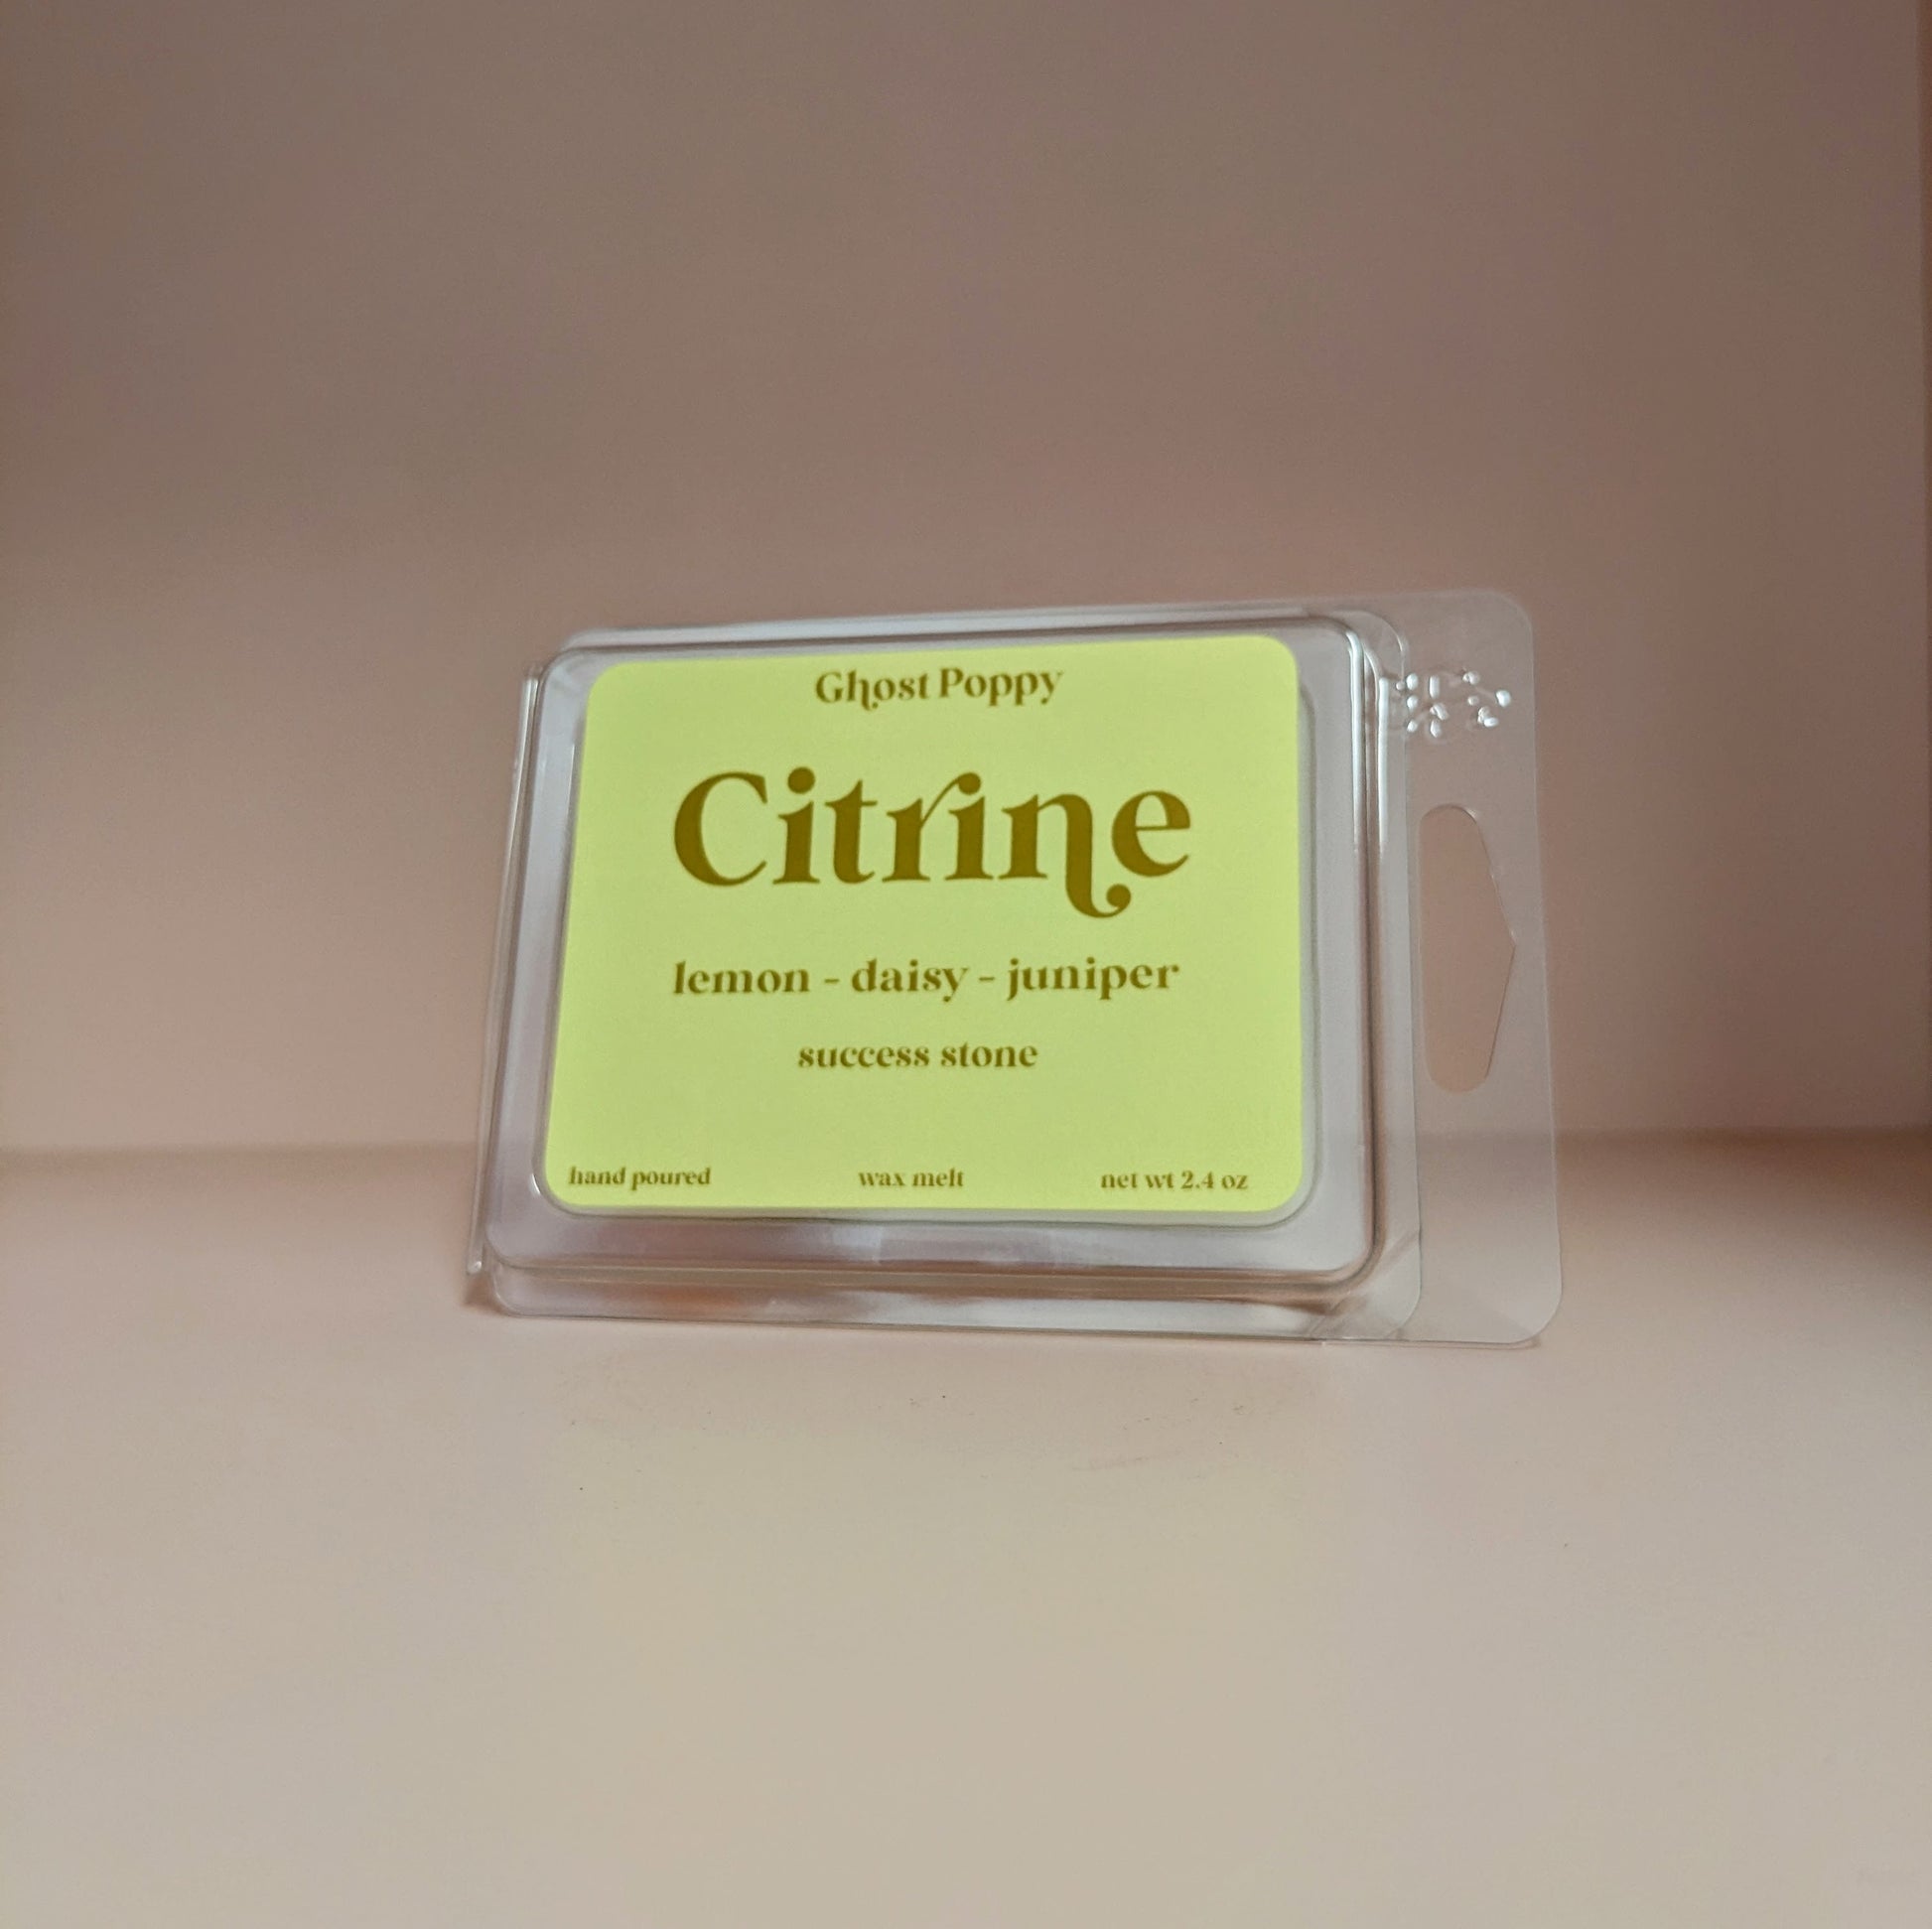 Ghost Poppy
Citrine
lemon - daisy - juniper
success stone
hand poured wax melt net wt 2.4 oz